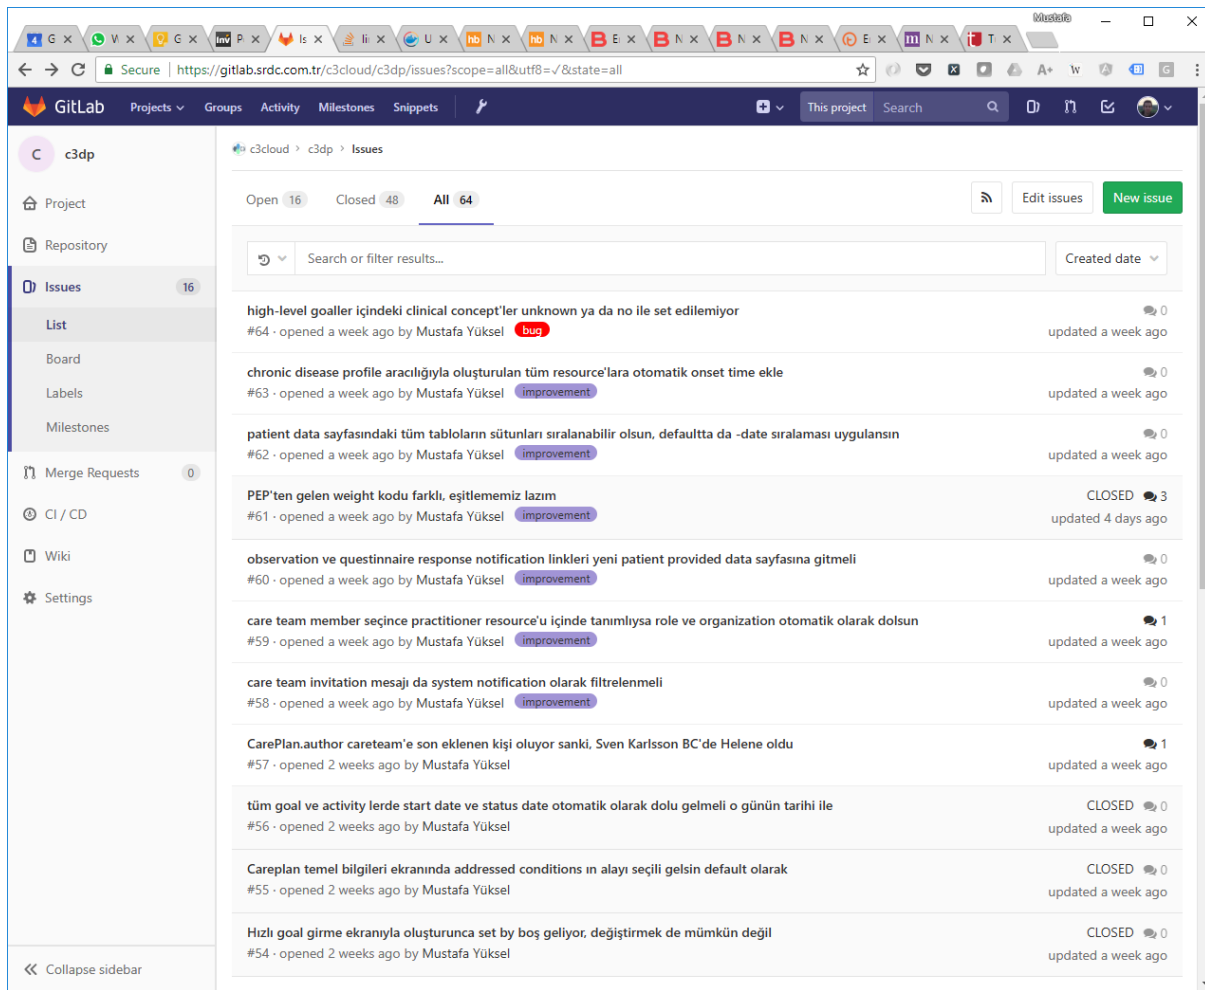 Mustafa
G
W
G
Inv P
Is
li
U
hb N
hb N
B E
B N
B N
B N
E
m N
T
Secure https://gitlab.srdc.com.tr/c3cloud/c3dp/issues?scope=all&utf8=✓&state=all
GitLab Projects Groups Activity Milestones Snippets This project Search
C c3dp
c3cloud > c3dp > Issues
Open 16 Closed 48 All 64 Edit issues New issue
Search or filter results... Created date
Project
Repository
Issues 16
List
Board
Labels
Milestones
Merge Requests 0
CI / CD
Wiki
Settings
Collapse sidebar
high-level goaller içindeki clinical concept'ler unknown ya da no ile set edilemiyor 0
#64 · opened a week ago by Mustafa Yüksel bug updated a week ago
chronic disease profile aracılığıyla oluşturulan tüm resource'lara otomatik onset time ekle 0
#63 · opened a week ago by Mustafa Yüksel improvement updated a week ago
patient data sayfasındaki tüm tabloların sütunları sıralanabilir olsun, defaultta da -date sıralaması uygulansın 0
#62 · opened a week ago by Mustafa Yüksel improvement updated a week ago
PEP'ten gelen weight kodu farklı, eşitlememiz lazım CLOSED 3
#61 · opened a week ago by Mustafa Yüksel improvement updated 4 days ago
observation ve questinnaire response notification linkleri yeni patient provided data sayfasına gitmeli 0
#60 · opened a week ago by Mustafa Yüksel improvement updated a week ago
care team member seçince practitioner resource'u içinde tanımlıysa role ve organization otomatik olarak dolsun 1
#59 · opened a week ago by Mustafa Yüksel improvement updated a week ago
care team invitation mesajı da system notification olarak filtrelenmeli 0
#58 · opened a week ago by Mustafa Yüksel improvement updated a week ago
CarePlan.author careteam'e son eklenen kişi oluyor sanki, Sven Karlsson BC'de Helene oldu 1
#57 · opened 2 weeks ago by Mustafa Yüksel updated a week ago
tüm goal ve activity lerde start date ve status date otomatik olarak dolu gelmeli o günün tarihi ile CLOSED 0
#56 · opened 2 weeks ago by Mustafa Yüksel updated a week ago
Careplan temel bilgileri ekranında addressed conditions ın alayı seçili gelsin default olarak CLOSED 0
#55 · opened 2 weeks ago by Mustafa Yüksel updated a week ago
Hızlı goal girme ekranıyla oluşturunca set by boş geliyor, değiştirmek de mümkün değil CLOSED 0
#54 · opened 2 weeks ago by Mustafa Yüksel updated a week ago